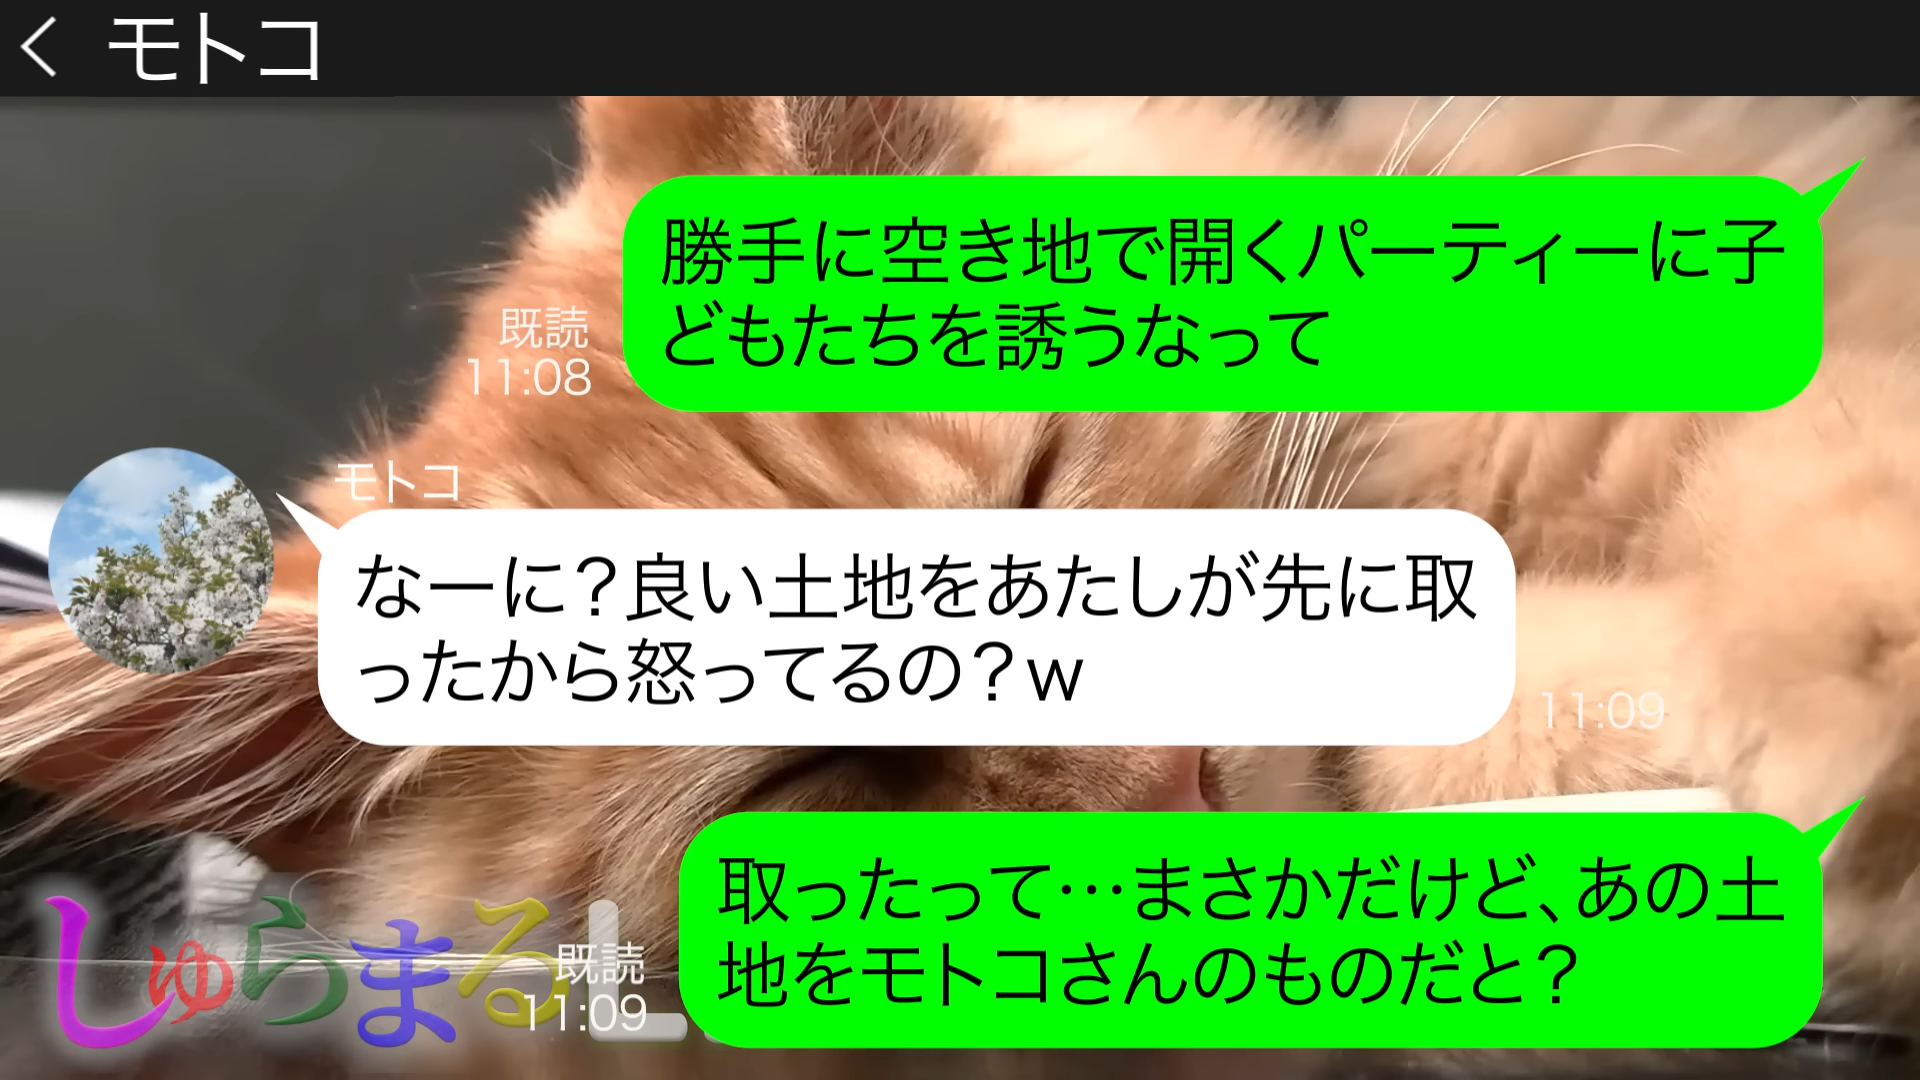 モトコ
勝手に空き地で開くパーティーに子
どもたちを誘うなって
既読
11:08
モトコ
なーに？良い土地をあたしが先に取
ったから怒ってるの？w
11:09
取ったって…まさかだけど、あの土
地をモトコさんのものだと？
既読
11:09
しゅらまるL